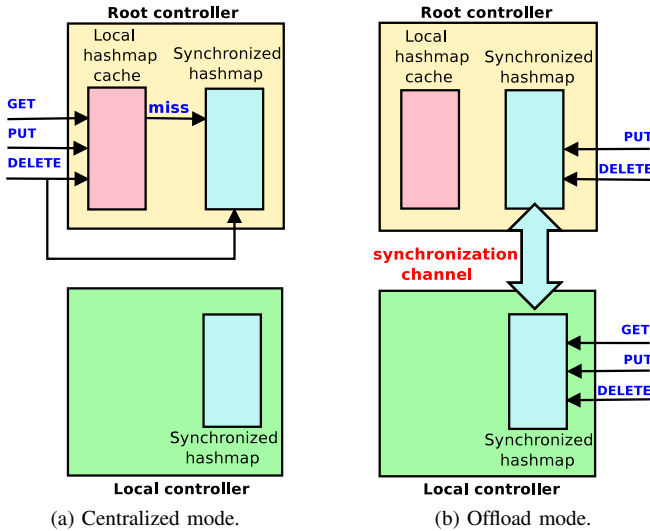 Root controller
Local
hashmap
cache
Synchronized
hashmap
GET
miss
PUT
DELETE
Synchronized
hashmap
Local controller
(a) Centralized mode.
Root controller
Local
hashmap
cache
Synchronized
hashmap
PUT
DELETE
synchronization
channel
GET
PUT
DELETE
Synchronized
hashmap
Local controller
(b) Offload mode.